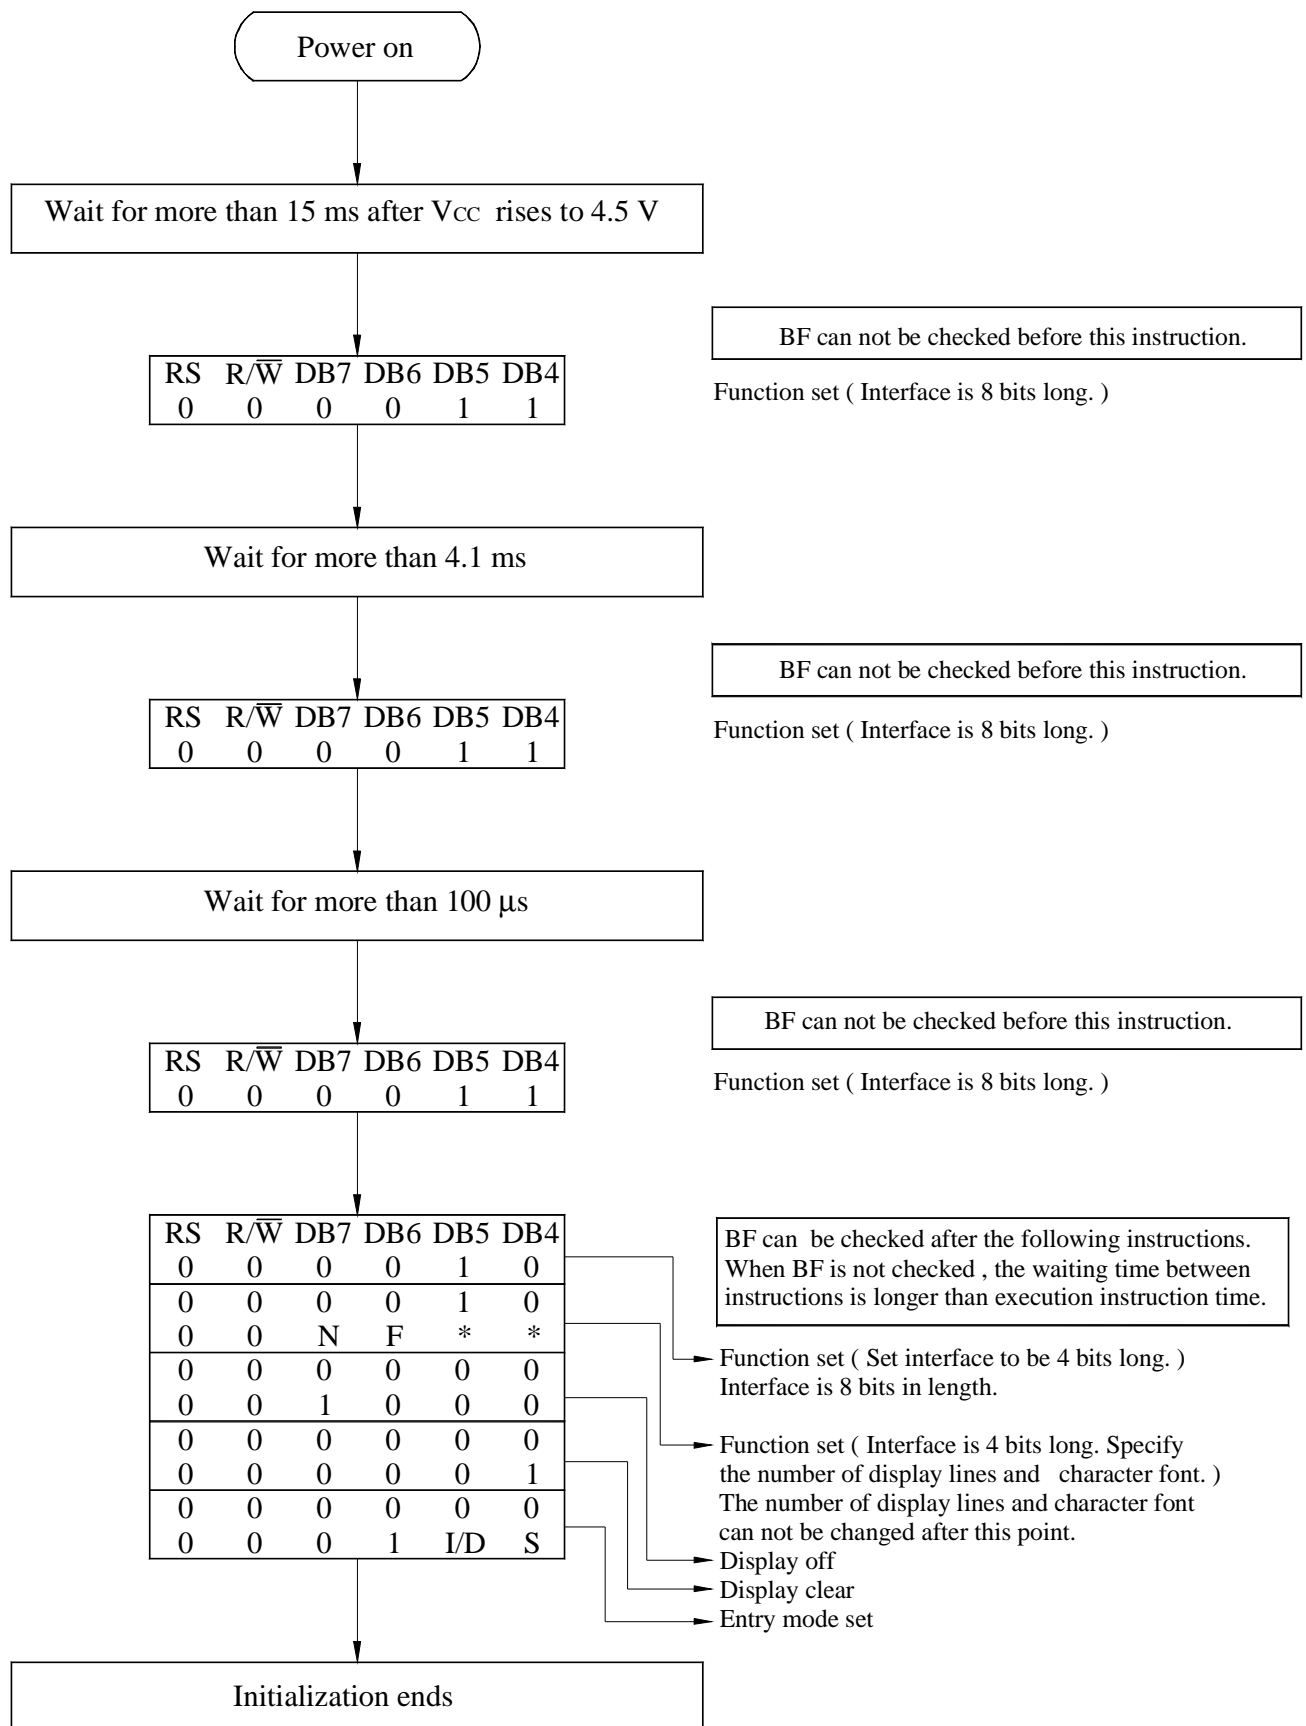 Power on
Wait for more than 15 ms after VCC rises to 4.5 V
BF can not be checked before this instruction.
RS R/W̅ DB7 DB6 DB5 DB4
0 0 0 0 1 1
Function set ( Interface is 8 bits long. )
Wait for more than 4.1 ms
BF can not be checked before this instruction.
RS R/W̅ DB7 DB6 DB5 DB4
0 0 0 0 1 1
Function set ( Interface is 8 bits long. )
Wait for more than 100 μs
BF can not be checked before this instruction.
RS R/W̅ DB7 DB6 DB5 DB4
0 0 0 0 1 1
Function set ( Interface is 8 bits long. )
RS R/W̅ DB7 DB6 DB5 DB4
0 0 0 0 1 0
0 0 0 0 1 0
0 0 N F * *
0 0 0 0 0 0
0 0 1 0 0 0
0 0 0 0 0 0
0 0 0 0 0 1
0 0 0 0 0 0
0 0 0 1 I/D S
BF can be checked after the following instructions.
When BF is not checked , the waiting time between
instructions is longer than execution instruction time.
Function set ( Set interface to be 4 bits long. )
Interface is 8 bits in length.
Function set ( Interface is 4 bits long. Specify
the number of display lines and character font. )
The number of display lines and character font
can not be changed after this point.
Display off
Display clear
Entry mode set
Initialization ends